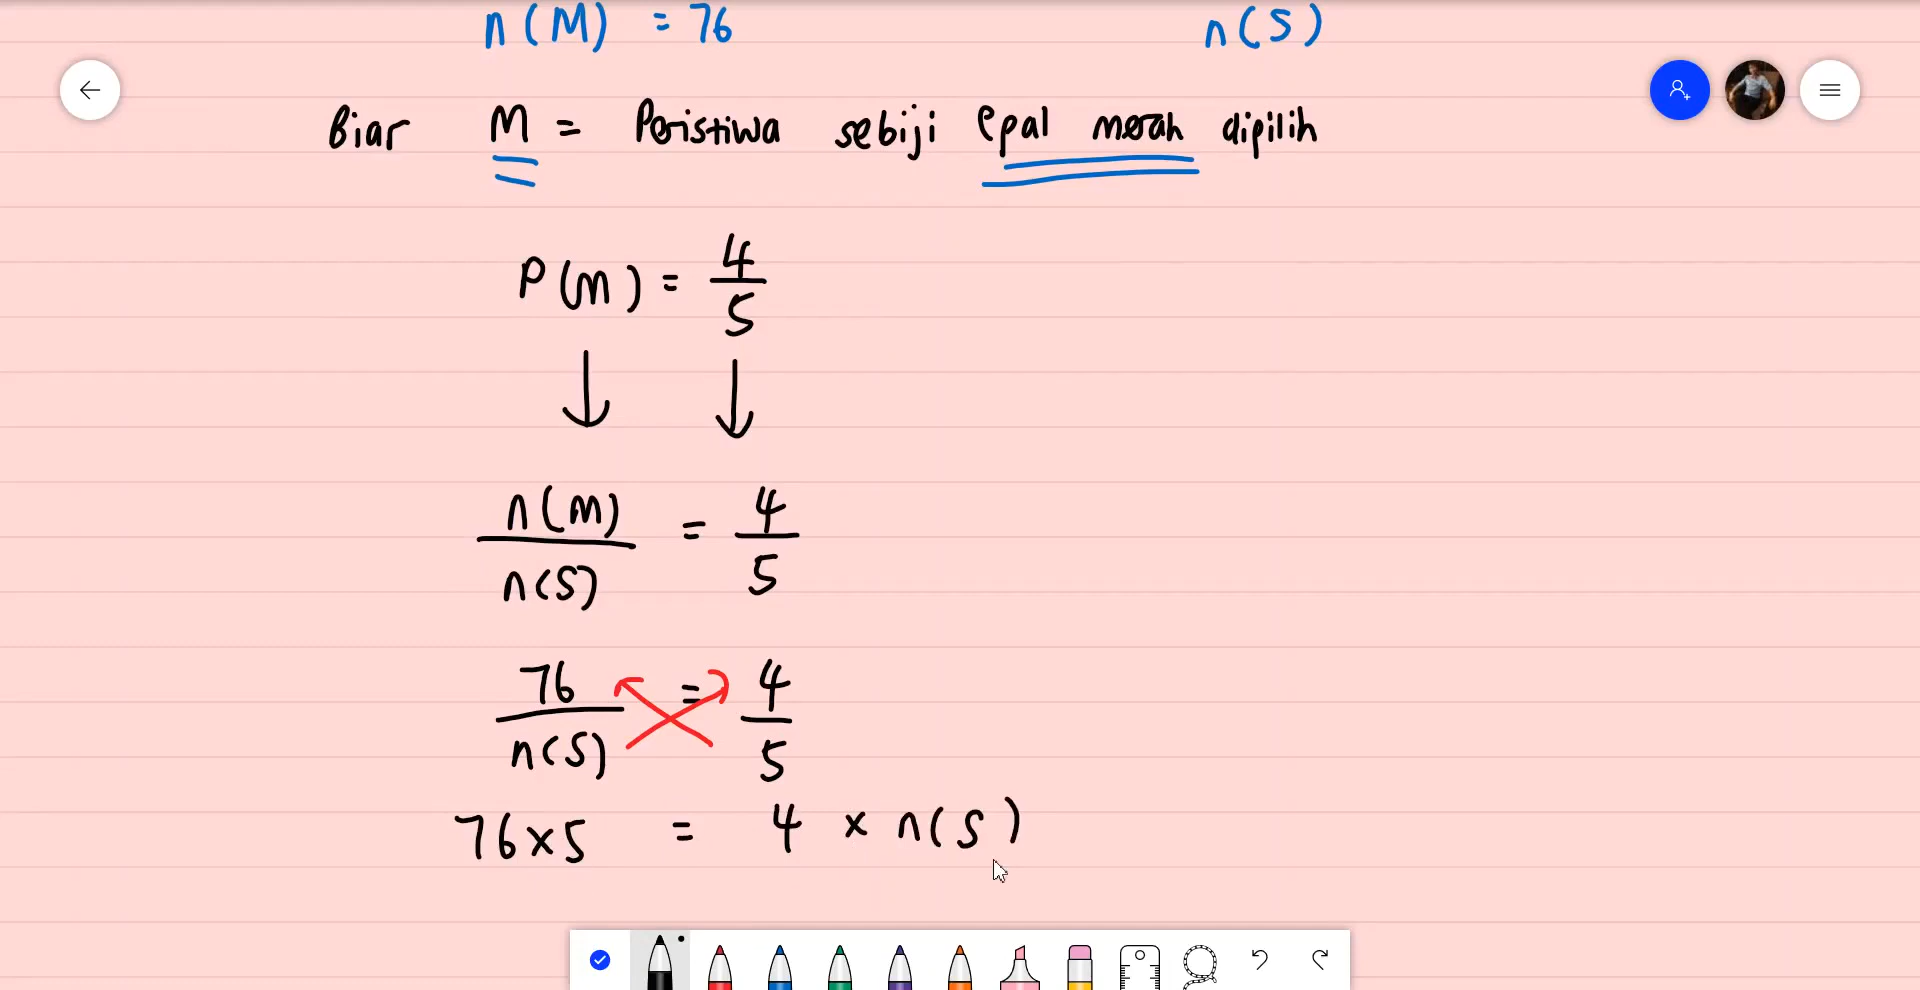 n(M) = 76 n(S)
Biar M = Peristiwa sebiji epal merah dipilih
P(M) = 4/5
n(M)/n(S) = 4/5
76/n(S) = 4/5
76 × 5 = 4 × n(S)